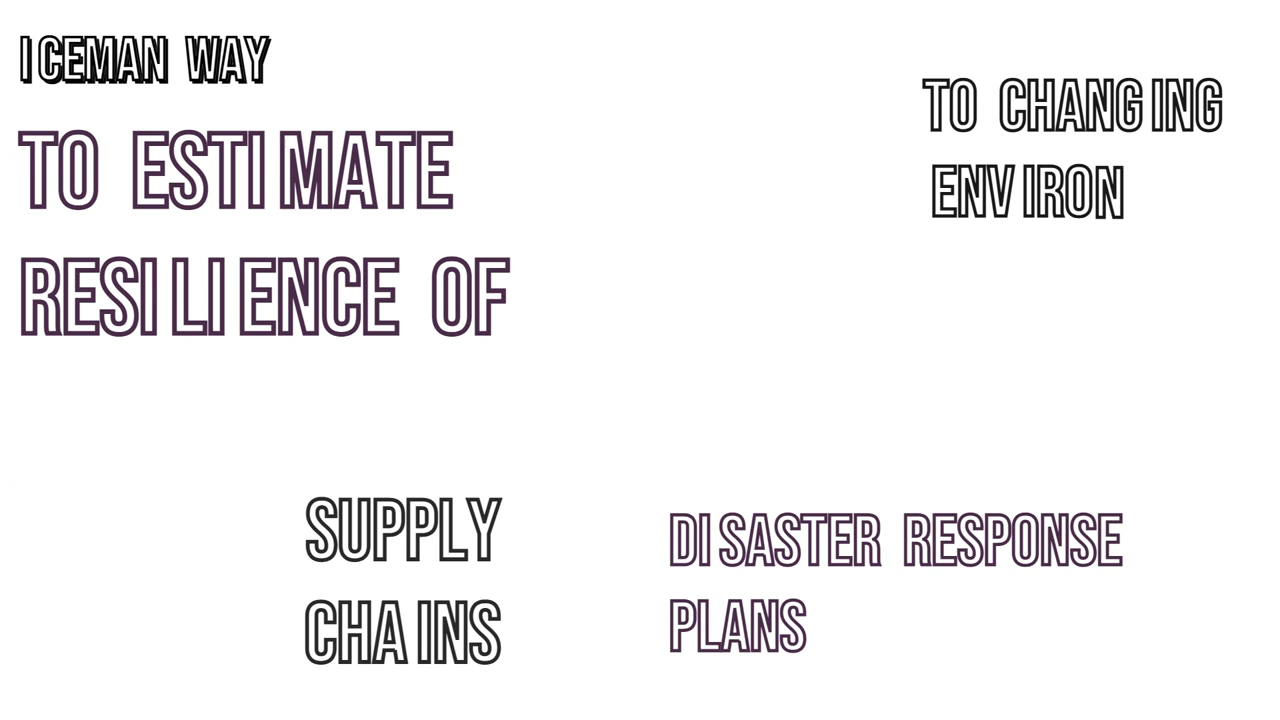 ICEMAN WAY
TO ESTIMATE
RESILIENCE OF
TO CHANGING
ENVIRON
SUPPLY
CHAINS
DISASTER RESPONSE
PLANS